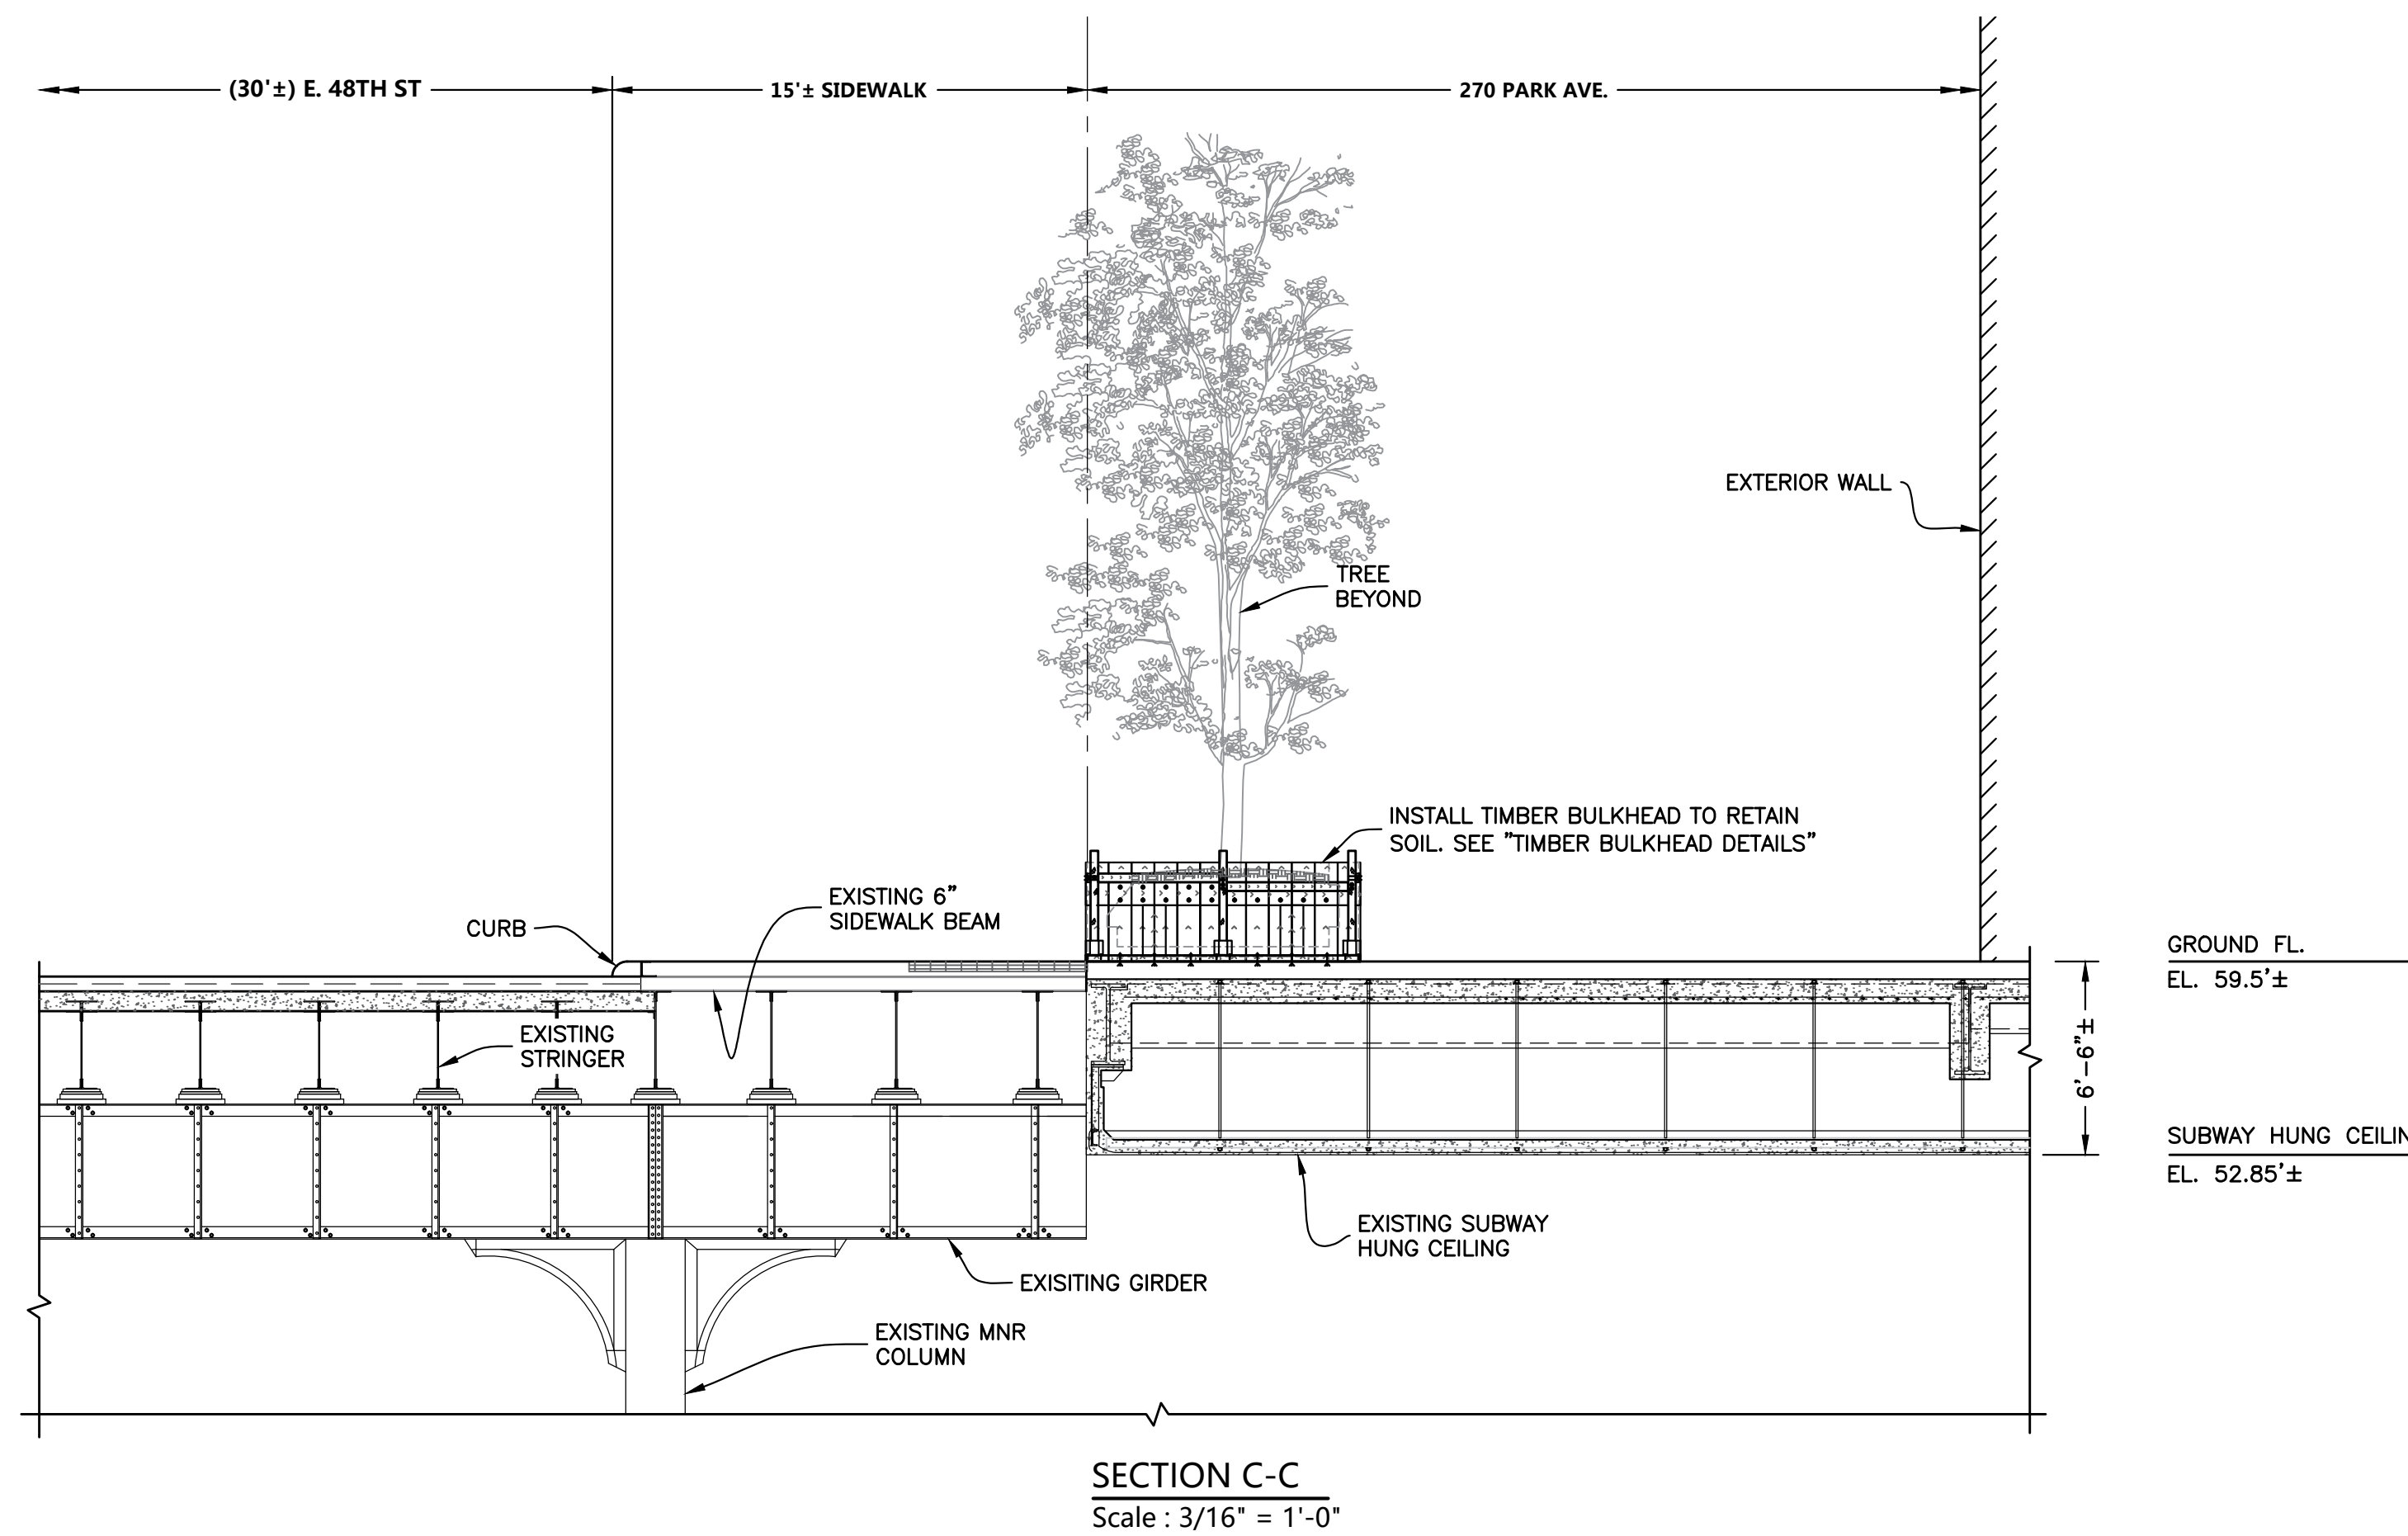 (30'±) E. 48TH ST
15'± SIDEWALK
270 PARK AVE.
EXTERIOR WALL
TREE
BEYOND
INSTALL TIMBER BULKHEAD TO RETAIN
SOIL. SEE "TIMBER BULKHEAD DETAILS"
EXISTING 6"
SIDEWALK BEAM
CURB
GROUND FL.
EL. 59.5'±
EXISTING
STRINGER
6'-6"±
SUBWAY HUNG
EL. 52.85'±
EXISTING SUBWAY
HUNG CEILING
EXISITING GIRDER
EXISTING MNR
COLUMN
SECTION C-C
Scale : 3/16" = 1'-0"